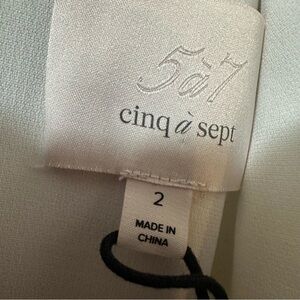 5à7
cinq à sept
2
MADE IN
CHINA